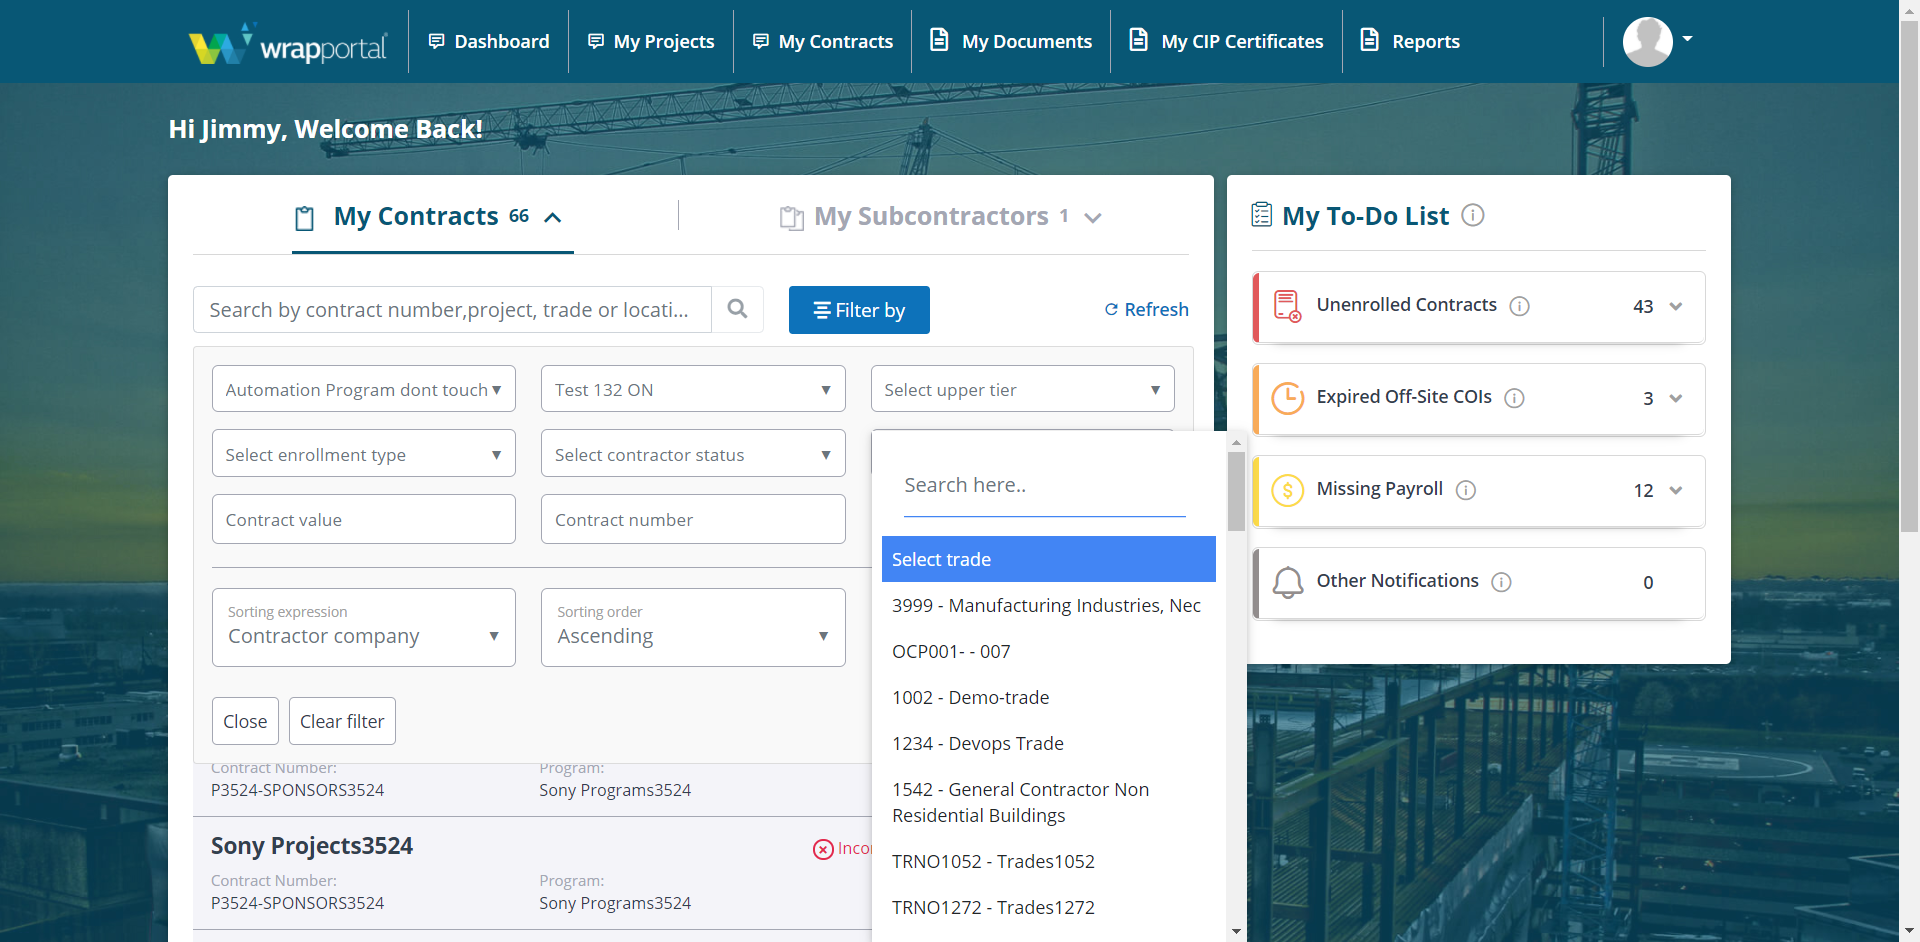 wrapportal
Dashboard
My Projects
My Contracts
My Documents
My CIP Certificates
Reports
Hi Jimmy, Welcome Back!
My Contracts 66
My Subcontractors 1
Search by contract number,project, trade or locati...
Filter by
Refresh
Automation Program dont touch
Test 132 ON
Select upper tier
Select enrollment type
Select contractor status
Contract value
Contract number
Sorting expression
Contractor company
Sorting order
Ascending
Close
Clear filter
Search here..
Select trade
3999 - Manufacturing Industries, Nec
OCP001- - 007
1002 - Demo-trade
1234 - Devops Trade
1542 - General Contractor Non
Residential Buildings
TRNO1052 - Trades1052
TRNO1272 - Trades1272
Contract Number:
P3524-SPONSORS3524
Program:
Sony Programs3524
Sony Projects3524
Contract Number:
P3524-SPONSORS3524
Program:
Sony Programs3524
My To-Do List
Unenrolled Contracts 43
Expired Off-Site COIs 3
Missing Payroll 12
Other Notifications 0